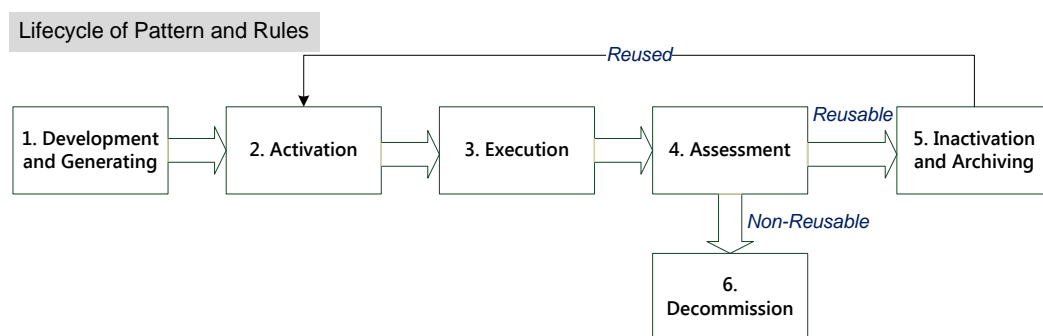 Lifecycle of Pattern and Rules
Reused
1. Development
and Generating
2. Activation
3. Execution
4. Assessment
Reusable
5. Inactivation
and Archiving
Non-Reusable
6.
Decommission